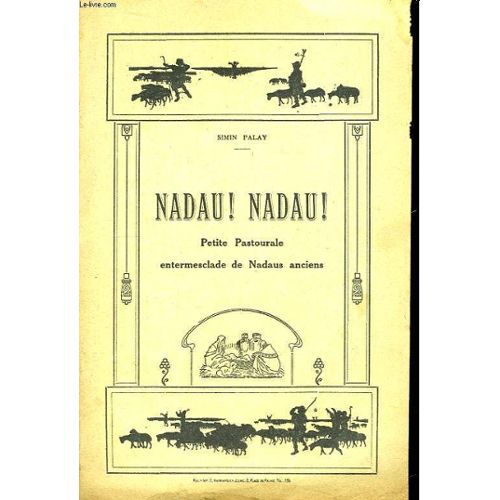 le-livre.com
SIMIN PALAY
NADAU! NADAU!
Petite Pastourale
entermesclade de Nadaus anciens